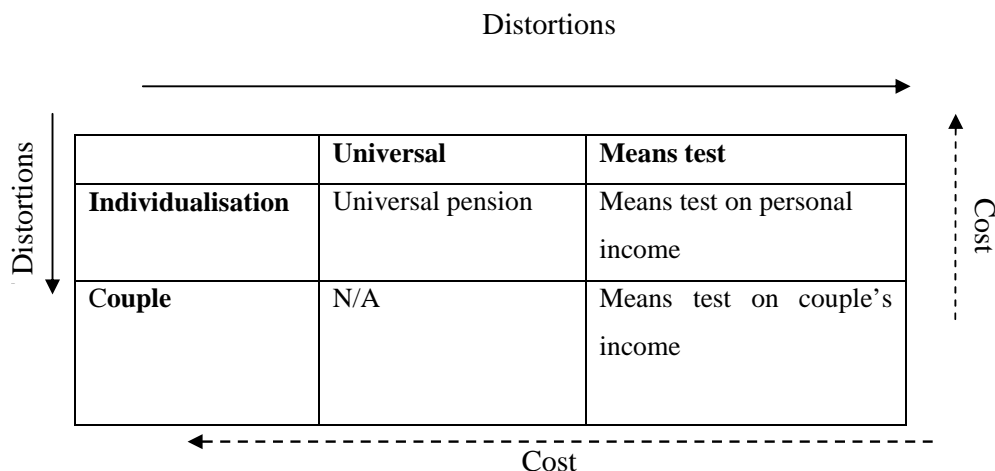 Distortions
Distortions
Universal
Means test
Individualisation
Universal pension
Means test on personal
income
Cost
Couple
N/A
Means test on couple's
income
Cost